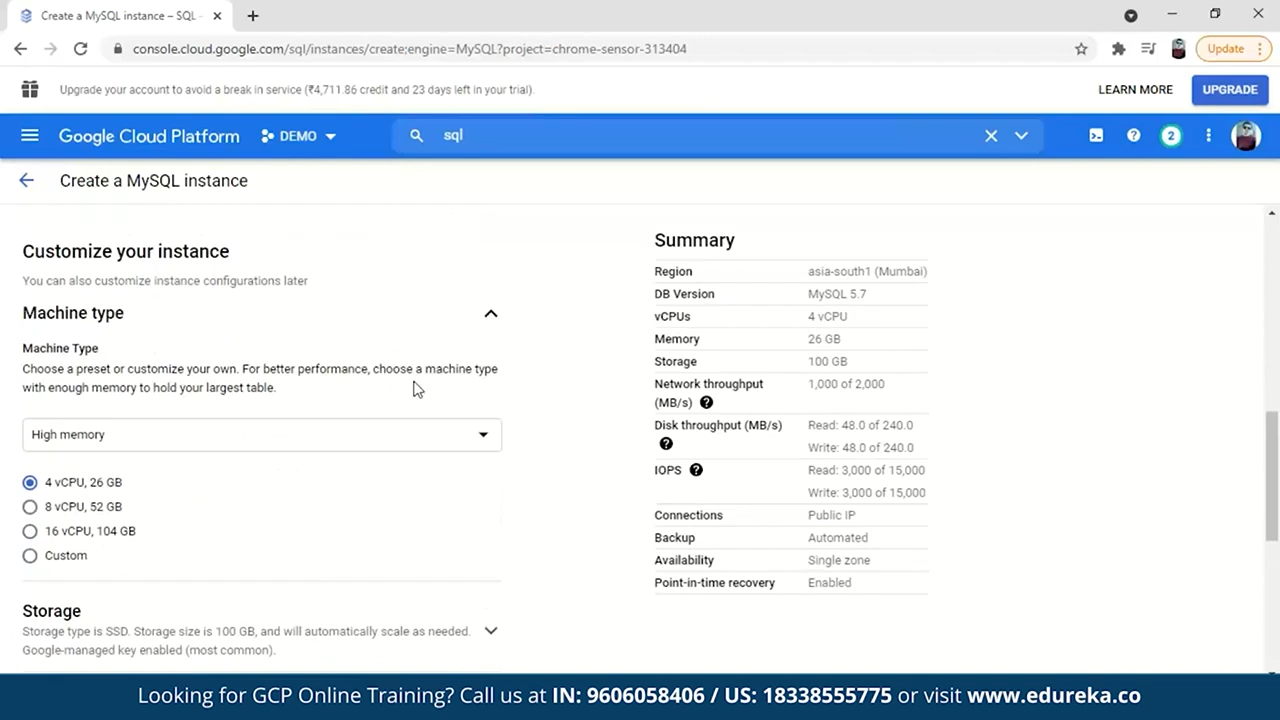 Create a MySQL instance – SQL -
console.cloud.google.com/sql/instances/create;engine=MySQL?project=chrome-sensor-313404
Update
Upgrade your account to avoid a break in service (₹4,711.86 credit and 23 days left in your trial).
LEARN MORE
UPGRADE
Google Cloud Platform
DEMO
sql
2
Create a MySQL instance
Customize your instance
You can also customize instance configurations later
Machine type
Machine Type
Choose a preset or customize your own. For better performance, choose a machine type
with enough memory to hold your largest table.
High memory
4 vCPU, 26 GB
8 vCPU, 52 GB
16 vCPU, 104 GB
Custom
Storage
Storage type is SSD. Storage size is 100 GB, and will automatically scale as needed.
Google-managed key enabled (most common).
Summary
Region asia-south1 (Mumbai)
DB Version MySQL 5.7
vCPUs 4 vCPU
Memory 26 GB
Storage 100 GB
Network throughput 1,000 of 2,000
(MB/s)
Disk throughput (MB/s) Read: 48.0 of 240.0
Write: 48.0 of 240.0
IOPS Read: 3,000 of 15,000
Write: 3,000 of 15,000
Connections Public IP
Backup Automated
Availability Single zone
Point-in-time recovery Enabled
Looking for GCP Online Training? Call us at IN: 9606058406 / US: 18338555775 or visit www.edureka.co